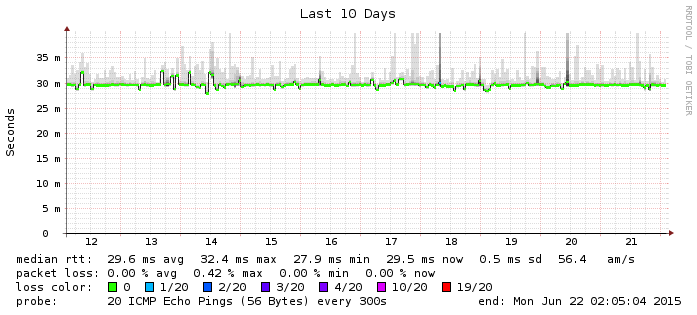 Last 10 Days
RRDTOOL / TOBI OETIKER
Seconds
35 m
30 m
25 m
20 m
15 m
10 m
5 m
0
12 13 14 15 16 17 18 19 20 21
median rtt: 29.6 ms avg 32.4 ms max 27.9 ms min 29.5 ms now 0.5 ms sd 56.4 am/s
packet loss: 0.00 % avg 0.42 % max 0.00 % min 0.00 % now
loss color: 0 1/20 2/20 3/20 4/20 10/20 19/20
probe: 20 ICMP Echo Pings (56 Bytes) every 300s end: Mon Jun 22 02:05:04 2015